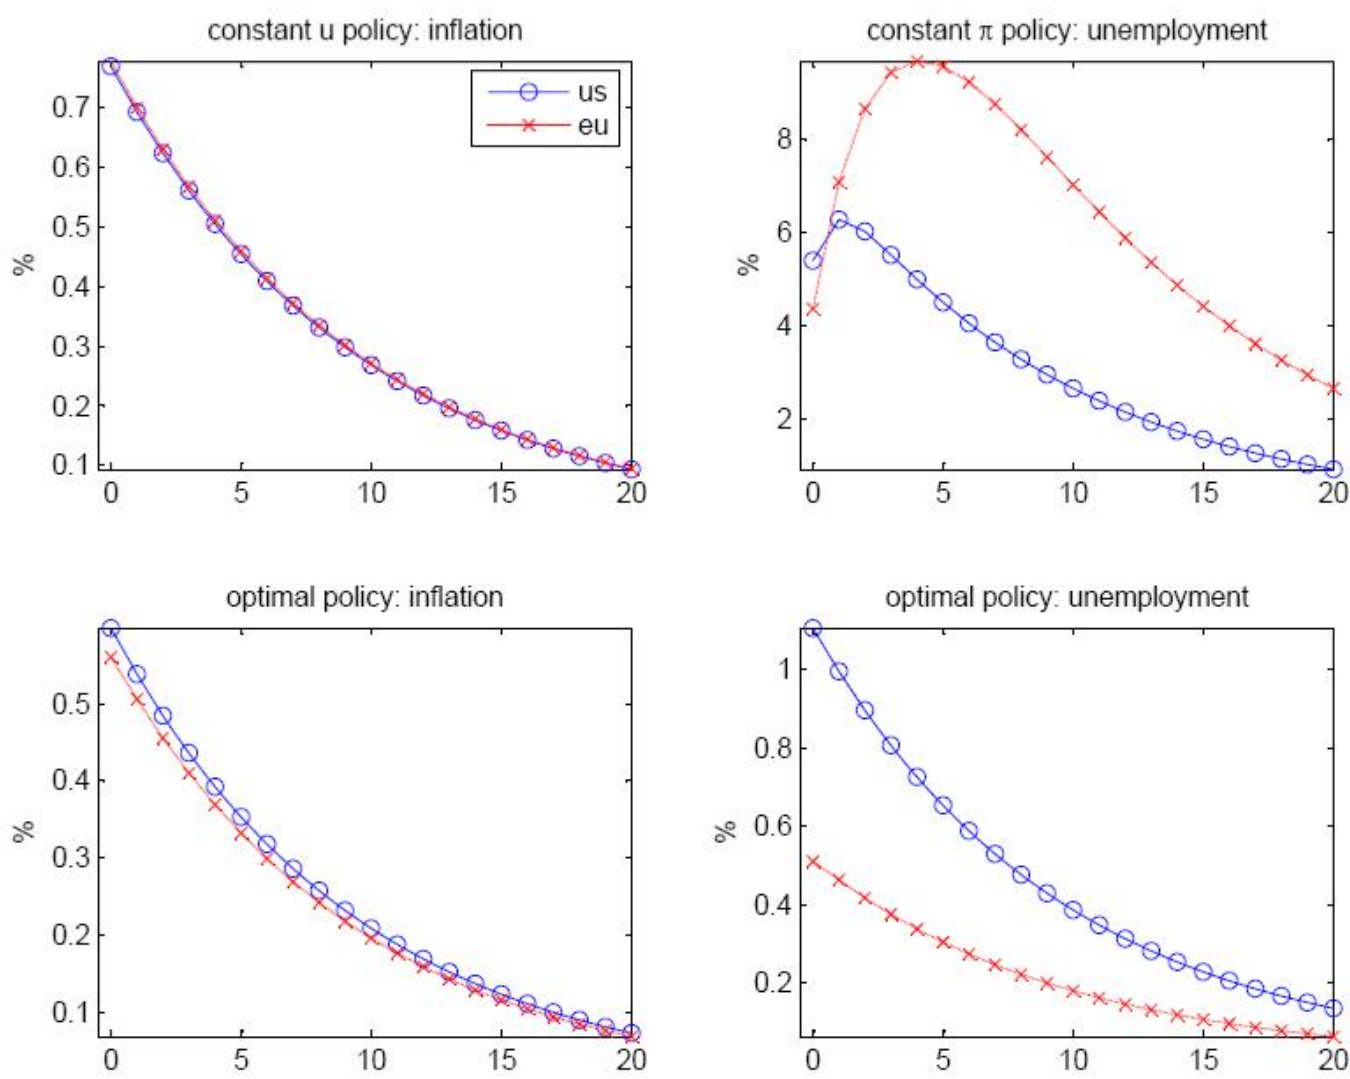 constant u policy: inflation
us
eu
0.7
0.6
0.5
0.4
0.3
0.2
0.1
%
0 5 10 15 20
constant π policy: unemployment
8
6
4
2
%
0 5 10 15 20
optimal policy: inflation
0.5
0.4
0.3
0.2
0.1
%
0 5 10 15 20
optimal policy: unemployment
1
0.8
0.6
0.4
0.2
%
0 5 10 15 20